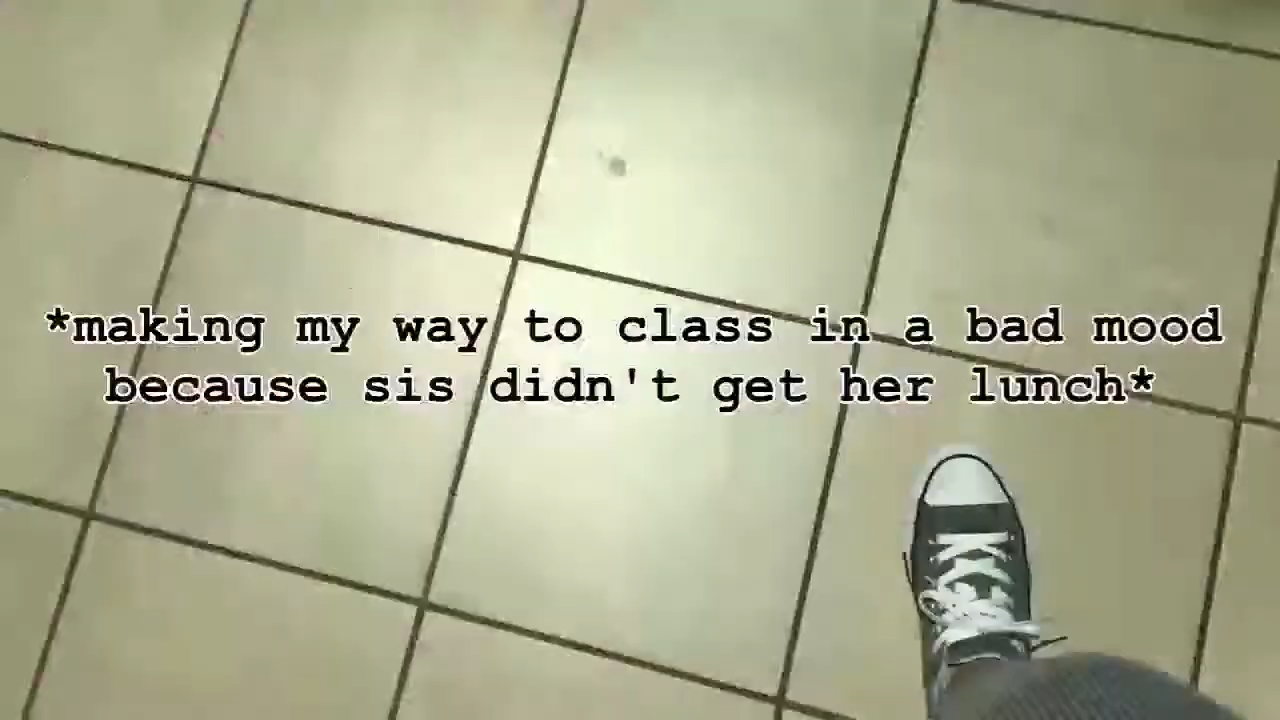 *making my way to class in a bad mood
because sis didn't get her lunch*